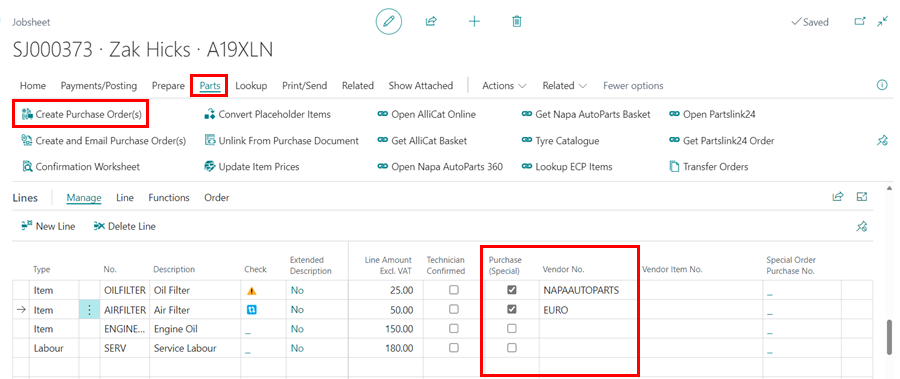 Jobsheet
Saved
SJ000373 · Zak Hicks · A19XLN
Home Payments/Posting Prepare Parts Lookup Print/Send Related Show Attached Actions Related Fewer options
Create Purchase Order(s) Convert Placeholder Items Open AlliCat Online Get Napa AutoParts Basket Open Partslink24
Create and Email Purchase Order(s) Unlink From Purchase Document Get AlliCat Basket Tyre Catalogue Get Partslink24 Order
Confirmation Worksheet Update Item Prices Open Napa AutoParts 360 Lookup ECP Items Transfer Orders
Lines Manage Line Functions Order
New Line Delete Line
Type No. Description Check Extended Description Line Amount Excl. VAT Technician Confirmed Purchase (Special) Vendor No. Vendor Item No. Special Order Purchase No.
Item OILFILTER Oil Filter No 25.00 NAPAAUTOPARTS _
Item AIRFILTER Air Filter No 50.00 EURO _
Item ENGINE... Engine Oil _ No 150.00 _
Labour SERV Service Labour _ No 180.00 _